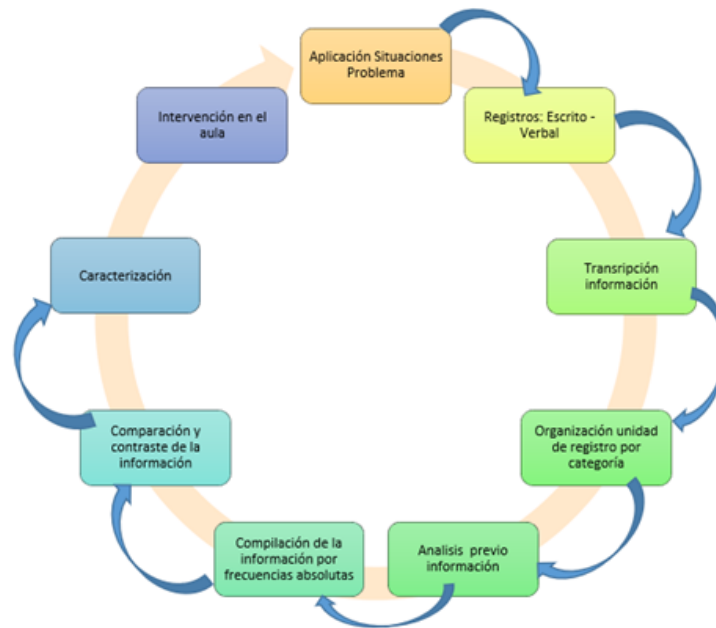 Aplicación Situaciones
Problema
Registros: Escrito -
Verbal
Transripción
información
Organización unidad
de registro por
categoría
Analisis previo
información
Compilación de la
información por
frecuencias absolutas
Comparación y
contraste de la
información
Caracterización
Intervención en el
aula